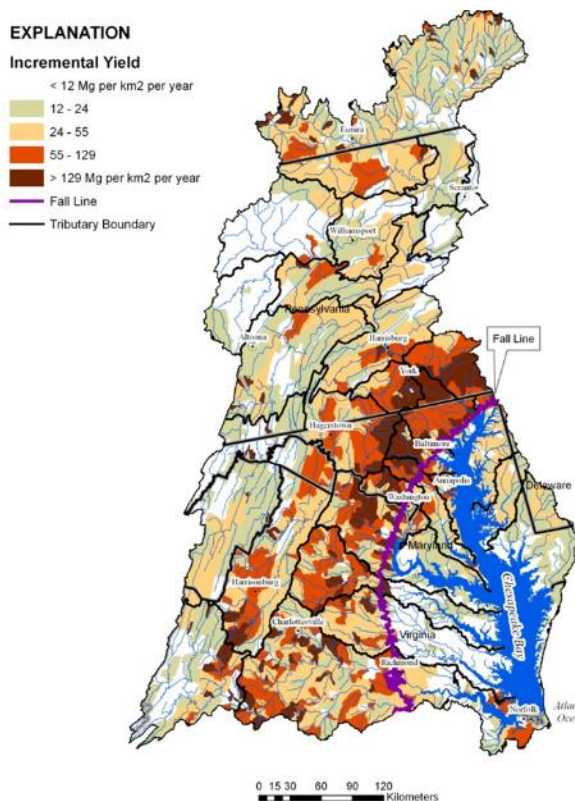 EXPLANATION
Incremental Yield
< 12 Mg per km2 per year
12 - 24
24 - 55
55 - 129
> 129 Mg per km2 per year
Fall Line
Tributary Boundary
Elmira
Scranton
Williamsport
Pennsylvania
Altoona
Harrisburg
Fall Line
York
Hagerstown
Baltimore
Annapolis
Washington
Delaware
Maryland
Harrisonburg
Chesapeake Bay
Charlottesville
Virginia
Richmond
Norfolk
Atlan
Ocea
0 15 30 60 90 120
Kilometers